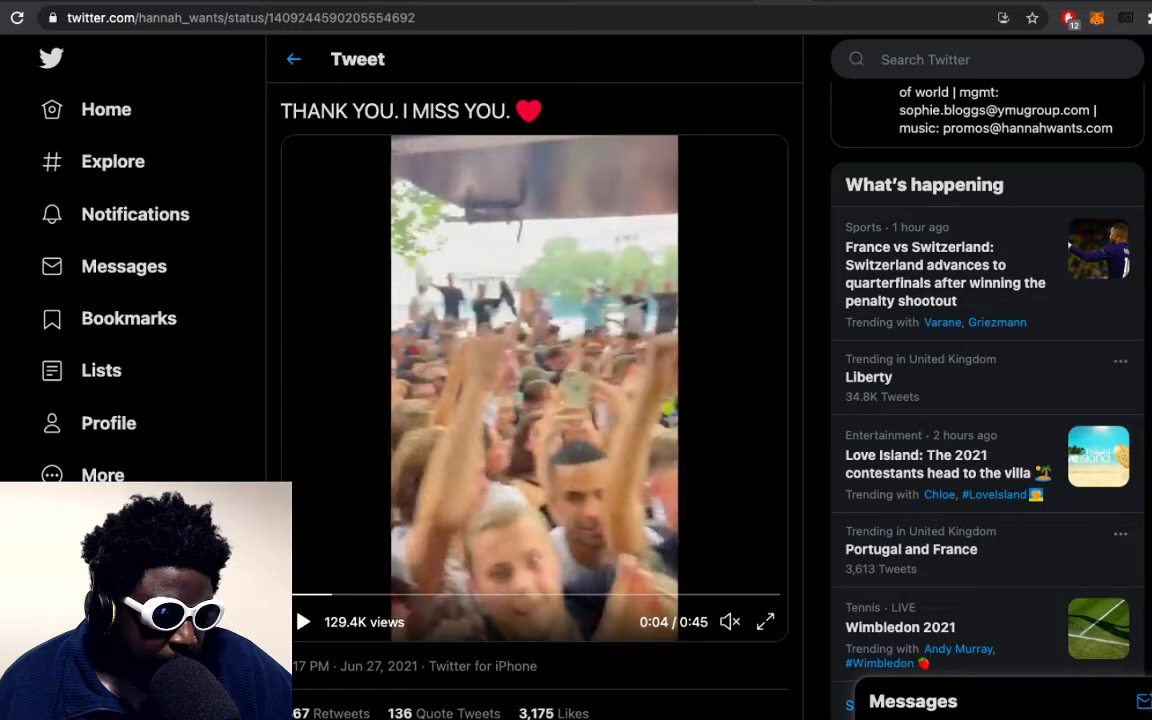 twitter.com/hannah_wants/status/1409244590205554692
12
Home
Explore
Notifications
Messages
Bookmarks
Lists
Profile
More
Tweet
THANK YOU. I MISS YOU. ❤️
129.4K views
0:04 / 0:45
17 PM · Jun 27, 2021 · Twitter for iPhone
67 Retweets 136 Quote Tweets 3,175 Likes
Search Twitter
of world | mgmt:
sophie.bloggs@ymugroup.com |
music: promos@hannahwants.com
What's happening
Sports · 1 hour ago
France vs Switzerland:
Switzerland advances to
quarterfinals after winning the
penalty shootout
Trending with Varane, Griezmann
Trending in United Kingdom
Liberty
34.8K Tweets
Entertainment · 2 hours ago
Love Island: The 2021
contestants head to the villa 🏝️
Trending with Chloe, #LoveIsland
Trending in United Kingdom
Portugal and France
3,613 Tweets
Tennis · LIVE
Wimbledon 2021
Trending with Andy Murray,
#Wimbledon 🍓
S
Messages